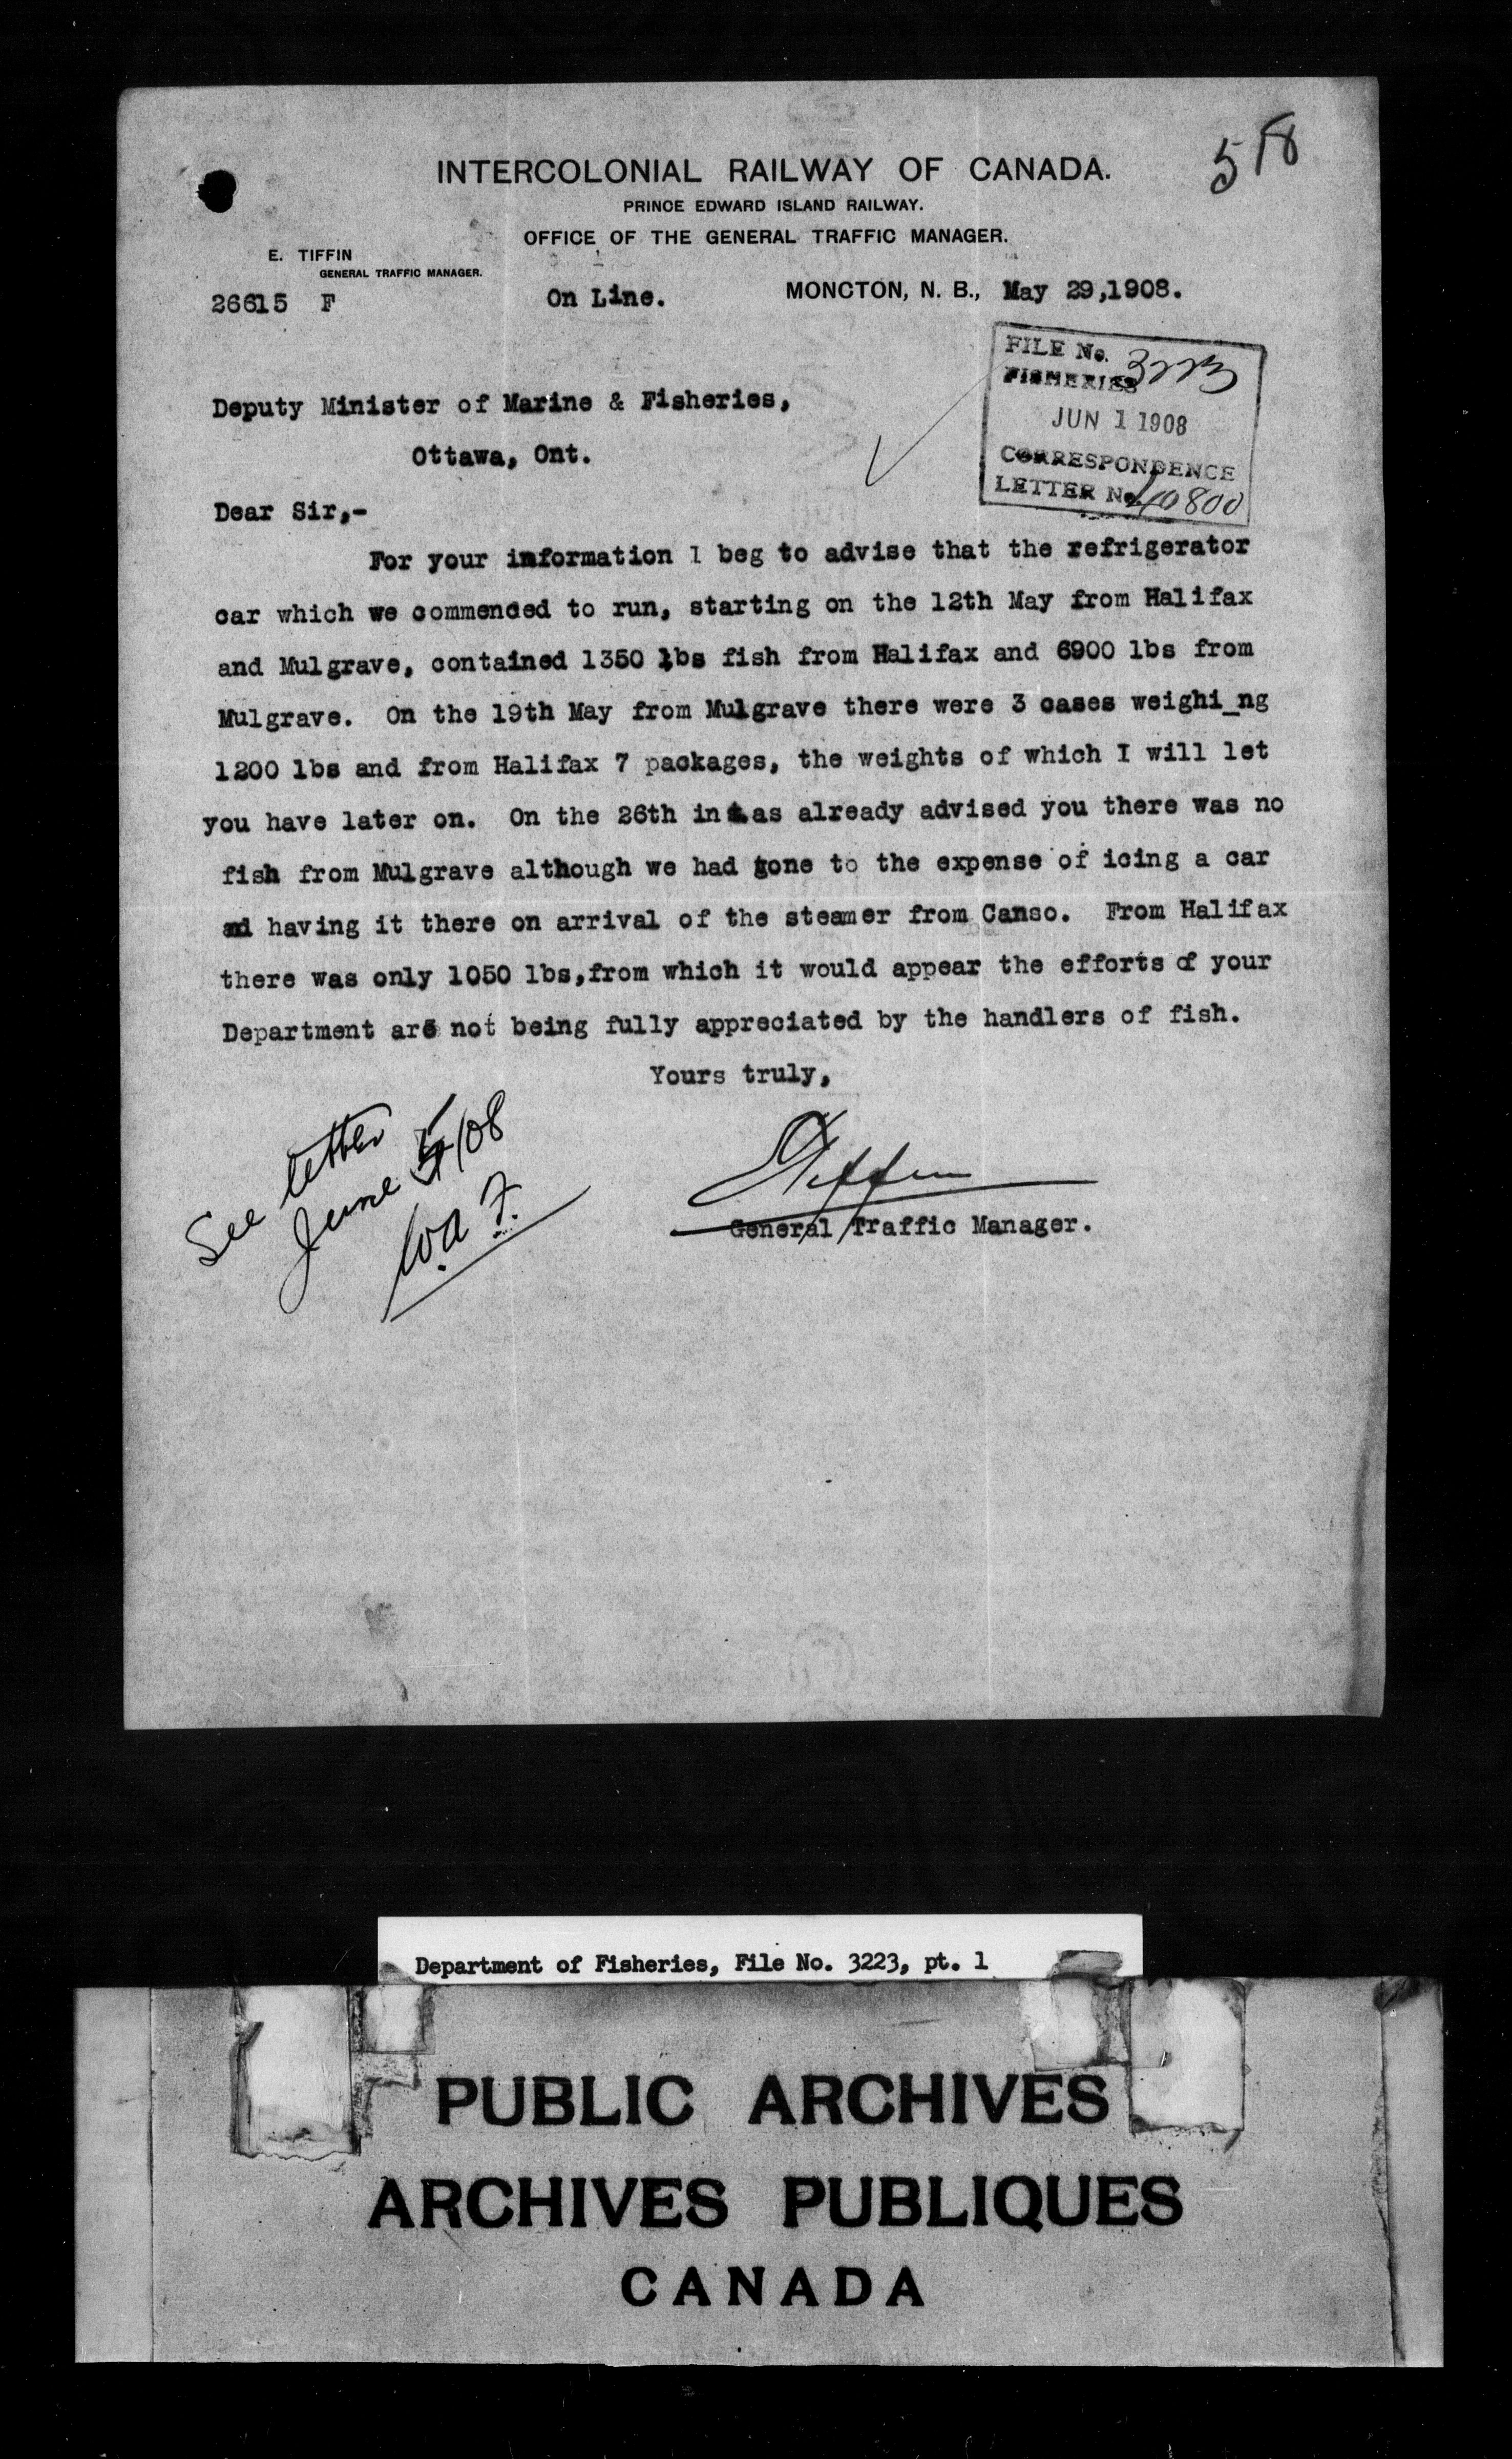 518
INTERCOLONIAL RAILWAY OF CANADA.
PRINCE EDWARD ISLAND RAILWAY.
OFFICE OF THE GENERAL TRAFFIC MANAGER.
E. TIFFIN
GENERAL TRAFFIC MANAGER.
26615 F On Line. MONCTON, N. B., May 29,1908.
FILE No. 3223
FISHERIES
JUN 1 1908
CORRESPONDENCE
LETTER No. 40800
Deputy Minister of Marine & Fisheries,
Ottawa, Ont.
Dear Sir,-
For your information I beg to advise that the refrigerator
car which we commended to run, starting on the 12th May from Halifax
and Mulgrave, contained 1350 lbs fish from Halifax and 6900 lbs from
Mulgrave. On the 19th May from Mulgrave there were 3 cases weighi_ng
1200 lbs and from Halifax 7 packages, the weights of which I will let
you have later on. On the 26th inst.as already advised you there was no
fish from Mulgrave although we had gone to the expense of icing a car
and having it there on arrival of the steamer from Canso. From Halifax
there was only 1050 lbs,from which it would appear the efforts of your
Department are not being fully appreciated by the handlers of fish.
Yours truly,
ETiffin
General Traffic Manager.
See letter
June /08
Department of Fisheries, File No. 3223, pt. 1
PUBLIC ARCHIVES
ARCHIVES PUBLIQUES
CANADA